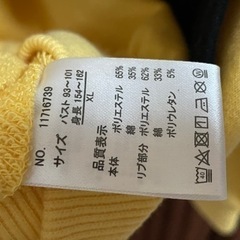 NO. 11716739
サイズ バスト 93～101
身長 154～162
XL
品質表示
本体 ポリエステル 65%
綿 35%
リブ部分 ポリエステル 62%
綿 33%
ポリウレタン 5%
40